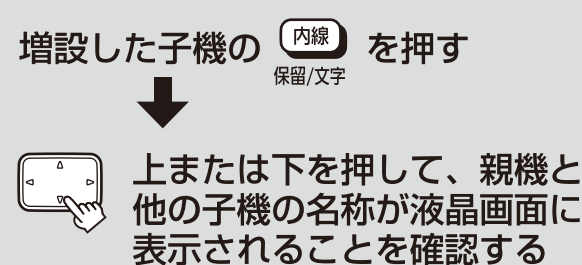 増設した子機の 内線 を押す
保留/文字
上または下を押して、親機と
他の子機の名称が液晶画面に
表示されることを確認する